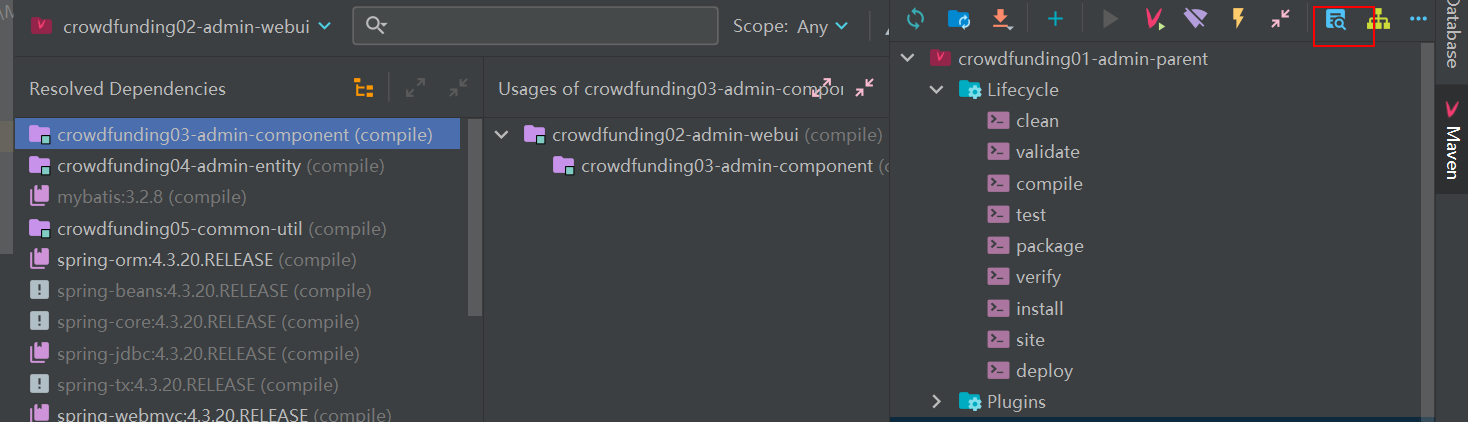 crowdfunding02-admin-webui
Scope: Any
Resolved Dependencies
crowdfunding03-admin-component (compile)
crowdfunding04-admin-entity (compile)
mybatis:3.2.8 (compile)
crowdfunding05-common-util (compile)
spring-orm:4.3.20.RELEASE (compile)
spring-beans:4.3.20.RELEASE (compile)
spring-core:4.3.20.RELEASE (compile)
spring-jdbc:4.3.20.RELEASE (compile)
spring-tx:4.3.20.RELEASE (compile)
spring-webmvc:4.3.20.RELEASE (compile)
Usages of crowdfunding03-admin-compor
crowdfunding02-admin-webui (compile)
crowdfunding03-admin-component (c
crowdfunding01-admin-parent
Lifecycle
clean
validate
compile
test
package
verify
install
site
deploy
Plugins
Database
Maven